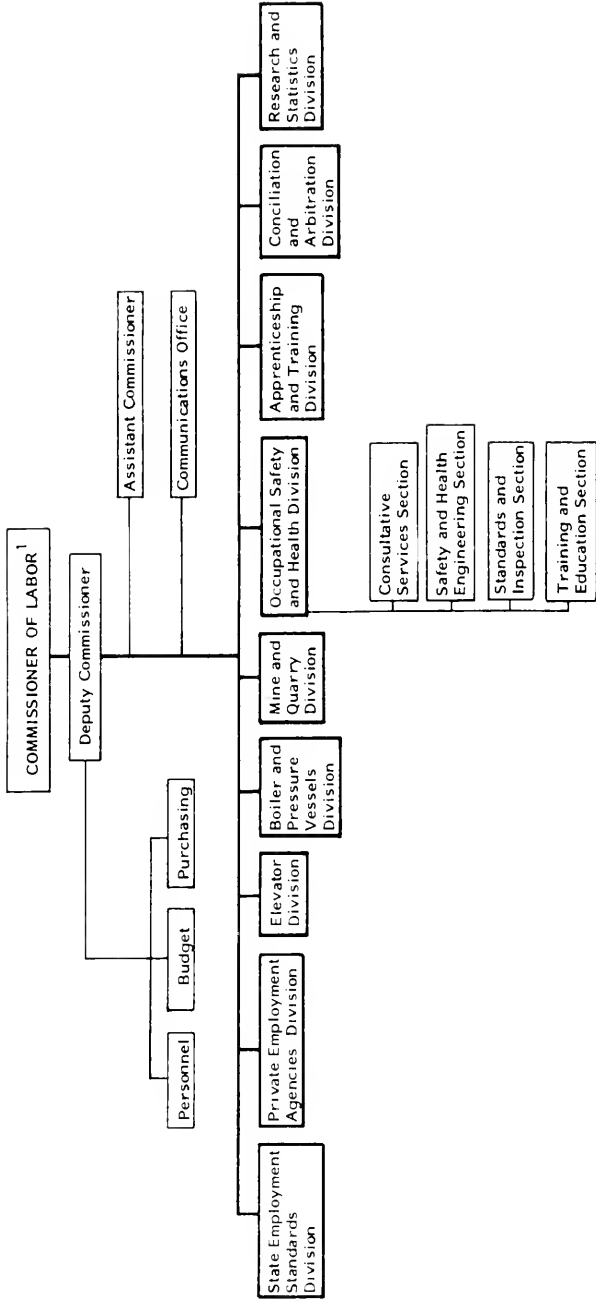 COMMISSIONER OF LABOR1
Deputy Commissioner
Assistant Commissioner
Communications Office
Personnel
Budget
Purchasing
State Employment
Standards
Division
Private Employment
Agencies Division
Elevator
Division
Boiler and
Pressure
Vessels
Division
Mine and
Quarry
Division
Occupational Safety
and Health Division
Apprenticeship
and Training
Division
Conciliation
and
Arbitration
Division
Research and
Statistics
Division
Consultative
Services Section
Safety and Health
Engineering Section
Standards and
Inspection Section
Training and
Education Section